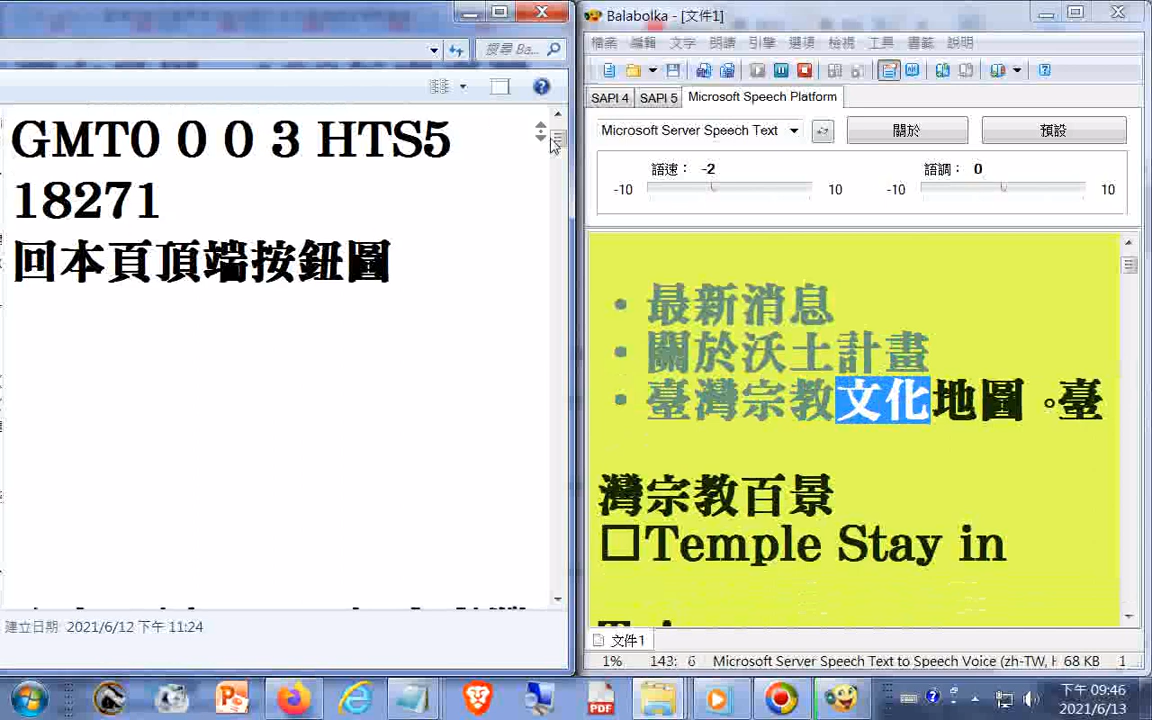 搜尋 Ba...
GMT0 0 0 3 HTS5
18271
回本頁頂端按鈕圖
建立日期: 2021/6/12 下午 11:24
Balabolka - [文件1]
檔案 編輯 文字 朗讀 引擎 選項 檢視 工具 書籤 說明
SAPI 4 SAPI 5 Microsoft Speech Platform
Microsoft Server Speech Text 關於 預設
語速: -2 語調: 0
-10 10 -10 10
• 最新消息
• 關於沃土計畫
• 臺灣宗教文化地圖。臺
灣宗教百景
□Temple Stay in
文件1
1% 143: 6 Microsoft Server Speech Text to Speech Voice (zh-TW, H 68 KB 1
PDF
下午 09:46
2021/6/13